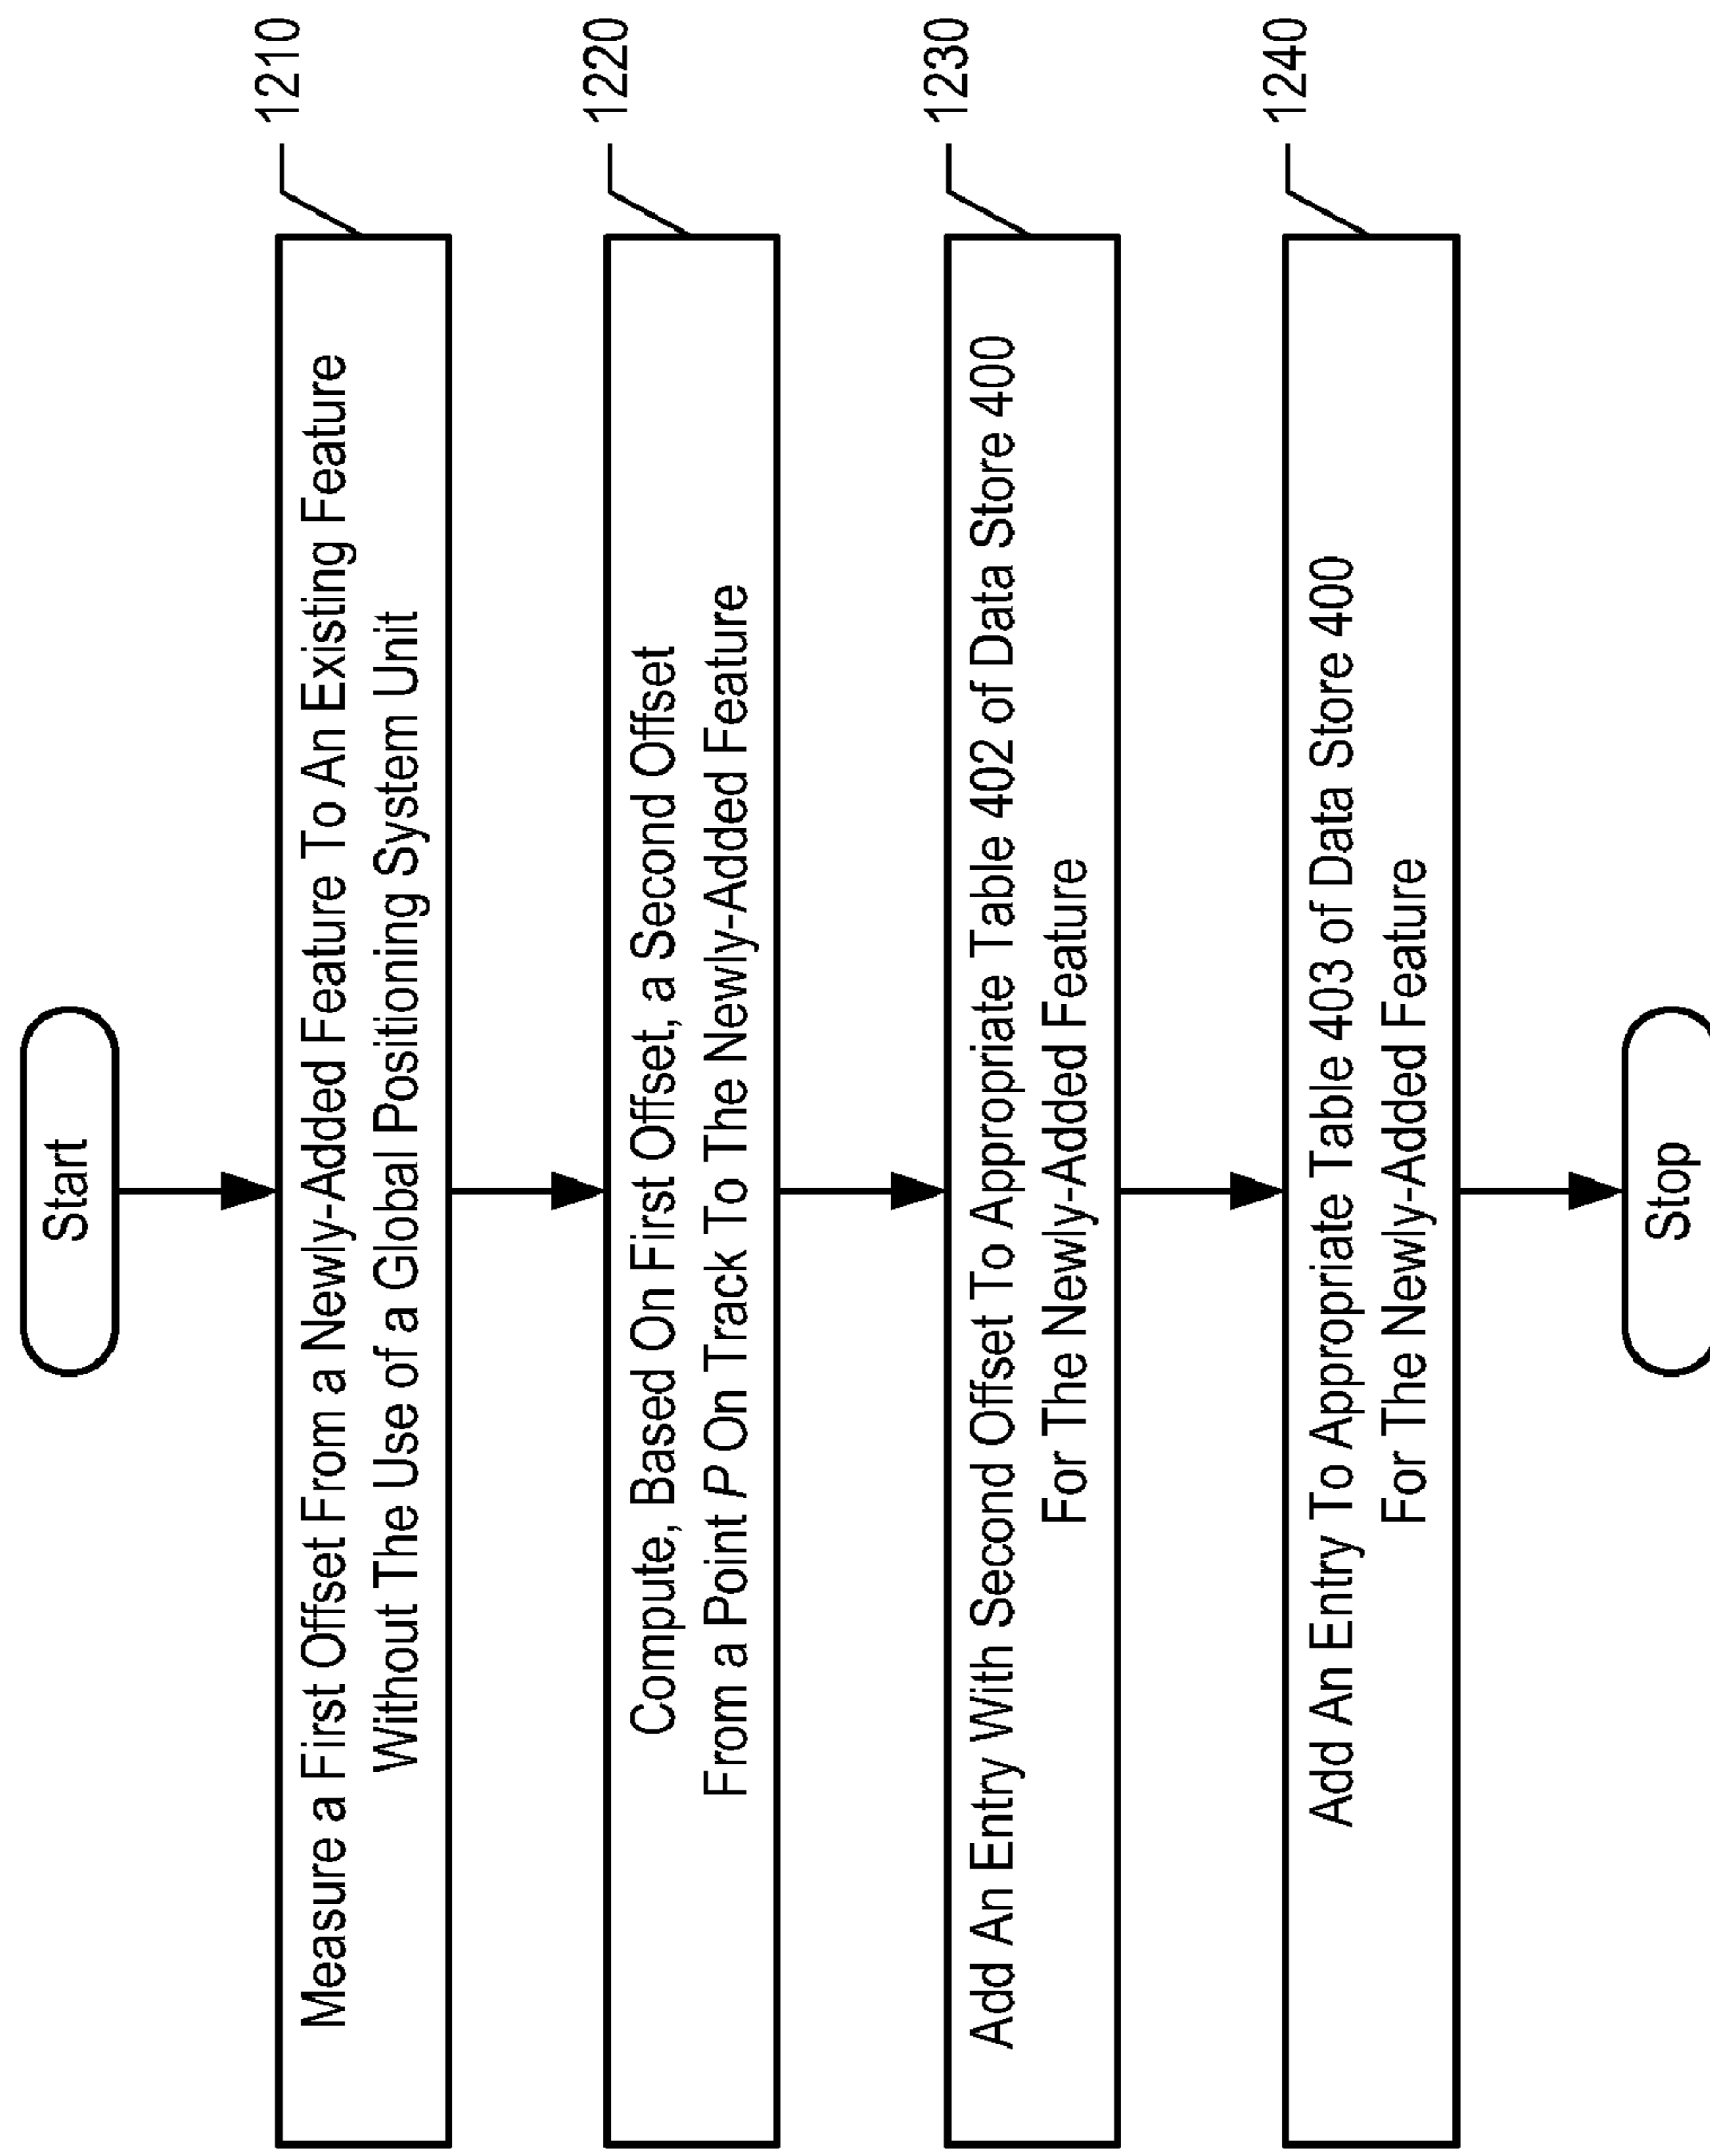 Start
Measure a First Offset From a Newly-Added Feature To An Existing Feature
Without The Use of a Global Positioning System Unit
1210
Compute, Based On First Offset, a Second Offset
From a Point P On Track To The Newly-Added Feature
1220
Add An Entry With Second Offset To Appropriate Table 402 of Data Store 400
For The Newly-Added Feature
1230
Add An Entry To Appropriate Table 403 of Data Store 400
For The Newly-Added Feature
1240
Stop